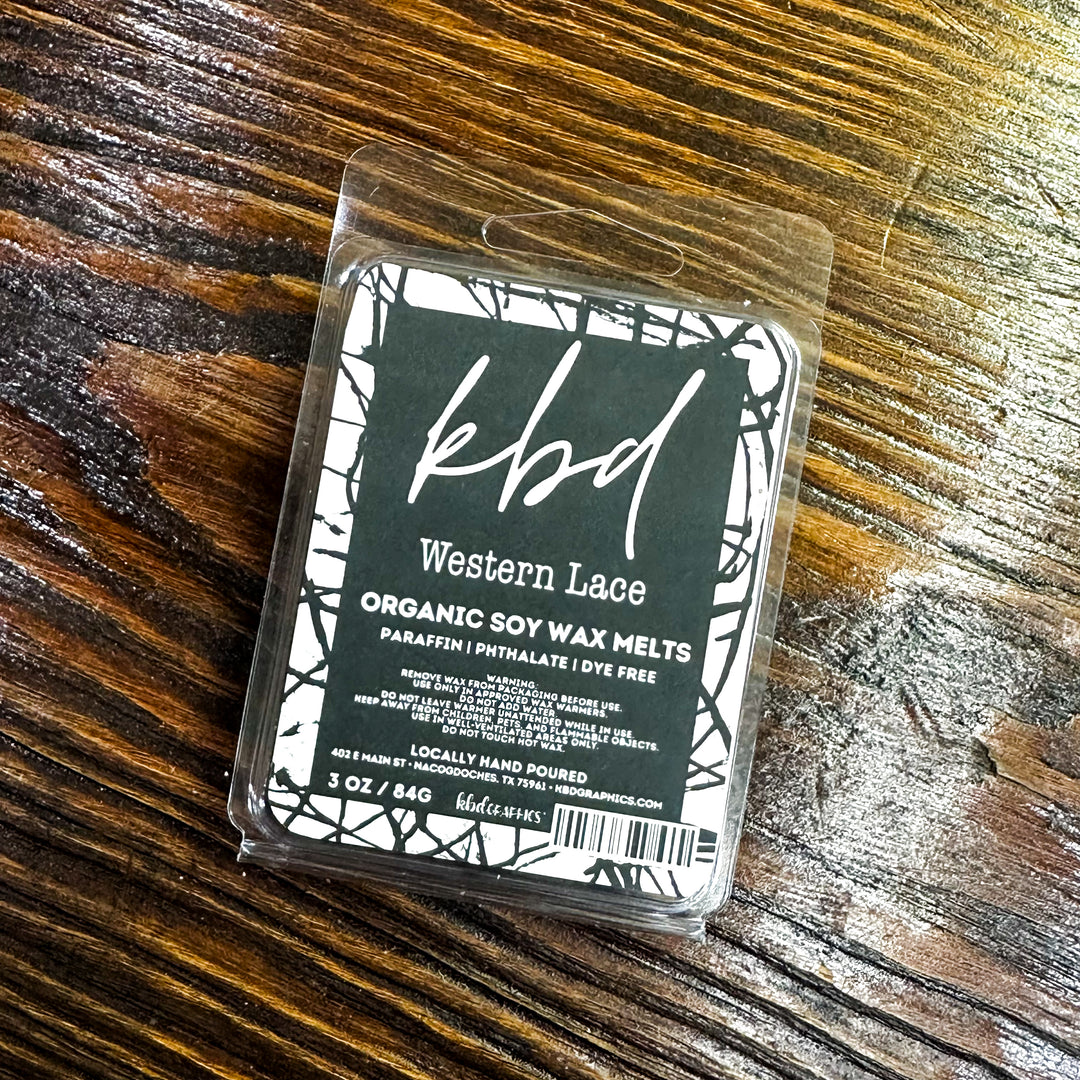 kbd
Western Lace
ORGANIC SOY WAX MELTS
PARAFFIN | PHTHALATE | DYE FREE
WARNING:
REMOVE WAX FROM PACKAGING BEFORE USE.
USE ONLY IN APPROVED WAX WARMERS.
DO NOT ADD WATER
DO NOT LEAVE WARMER UNATTENDED WHILE IN USE.
KEEP AWAY FROM CHILDREN, PETS, AND FLAMMABLE OBJECTS.
USE IN WELL-VENTILATED AREAS ONLY.
DO NOT TOUCH HOT WAX.
LOCALLY HAND POURED
402 E MAIN ST • NACOGDOCHES, TX 75961 • KBDGRAPHICS.COM
3 OZ / 84G kbdGRAPHICS